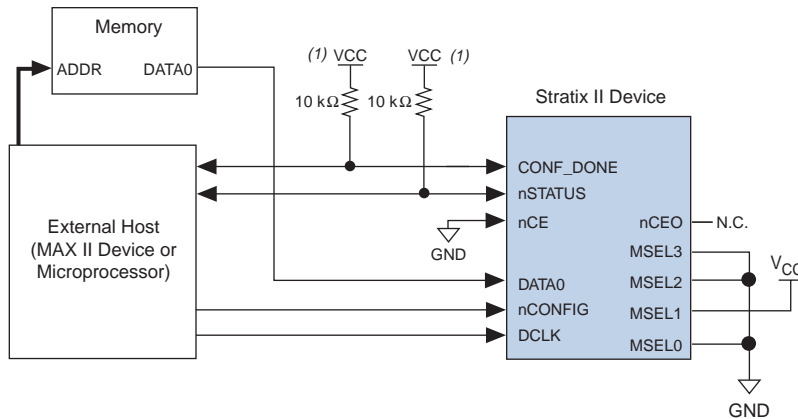 Memory
ADDR DATA0
(1) VCC VCC (1)
10 kΩ 10 kΩ
Stratix II Device
External Host
(MAX II Device or
Microprocessor)
CONF_DONE
nSTATUS
nCE
GND
DATA0
nCONFIG
DCLK
nCEO N.C.
MSEL3
MSEL2
MSEL1
MSEL0
VCC
GND